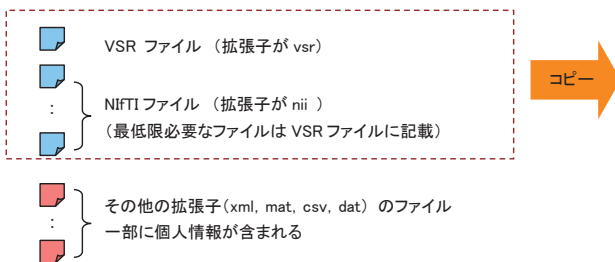 VSR ファイル （拡張子が vsr）
コピー
NIfTI ファイル （拡張子が nii ）
：
（最低限必要なファイルは VSR ファイルに記載）
その他の拡張子（xml, mat, csv, dat） のファイル
：
一部に個人情報が含まれる